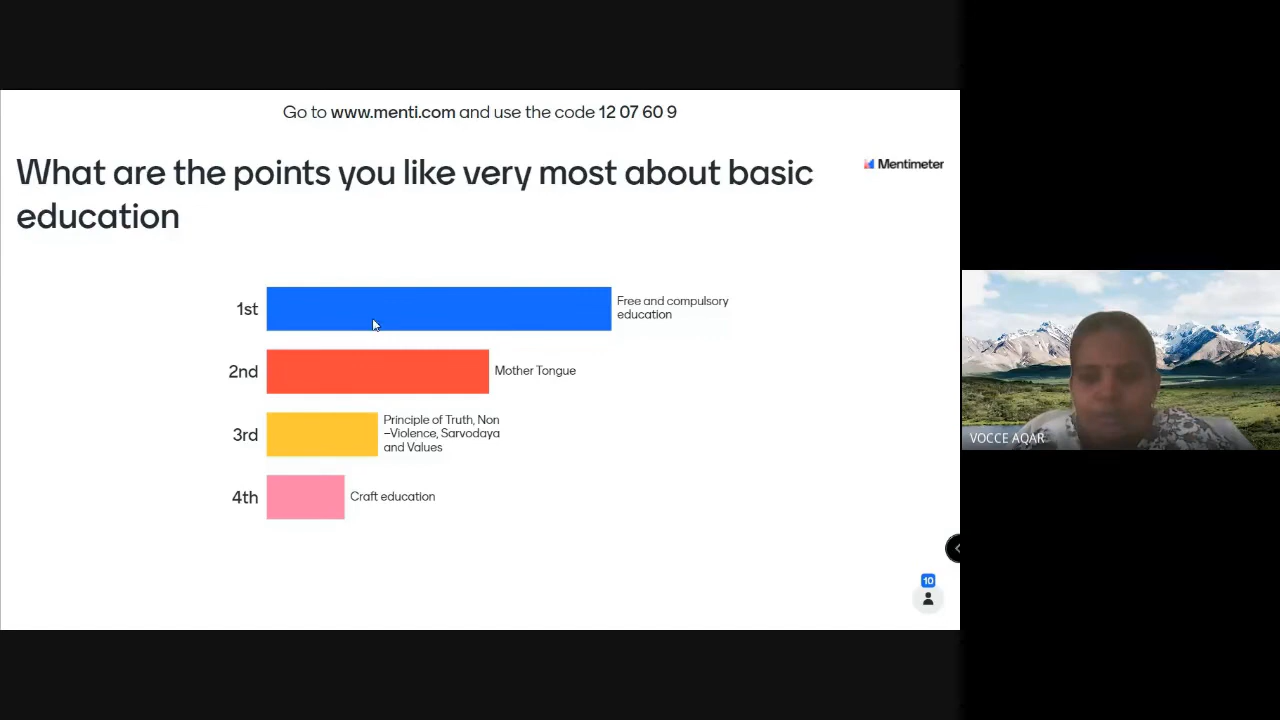 Go to www.menti.com and use the code 12 07 60 9
What are the points you like very most about basic
education
Mentimeter
1st
Free and compulsory
education
2nd
Mother Tongue
3rd
Principle of Truth, Non
–Violence, Sarvodaya
and Values
4th
Craft education
10
VOCCE AQAR